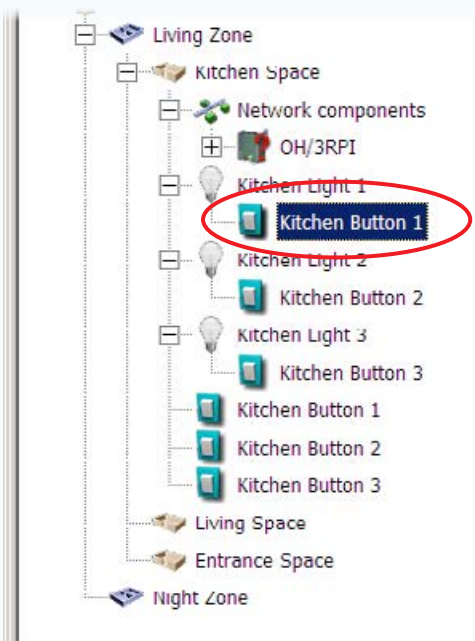 Living Zone
Kitchen Space
Network components
OH/3RPI
Kitchen Light 1
Kitchen Button 1
Kitchen Light 2
Kitchen Button 2
Kitchen Light 3
Kitchen Button 3
Kitchen Button 1
Kitchen Button 2
Kitchen Button 3
Living Space
Entrance Space
Night Zone